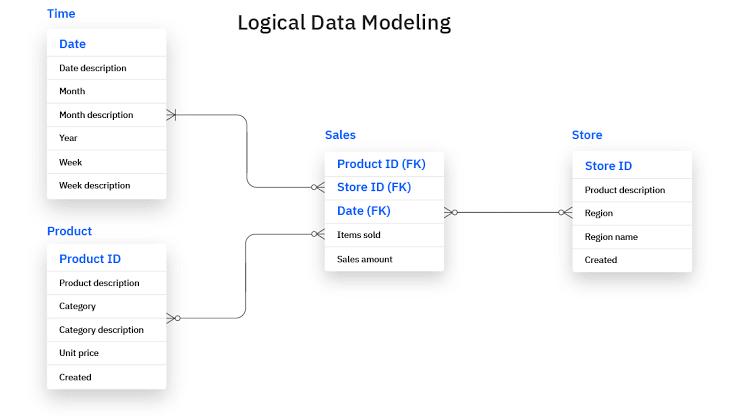 Logical Data Modeling
Time
Date
Date description
Month
Month description
Year
Week
Week description
Product
Product ID
Product description
Category
Category description
Unit price
Created
Sales
Product ID (FK)
Store ID (FK)
Date (FK)
Items sold
Sales amount
Store
Store ID
Product description
Region
Region name
Created